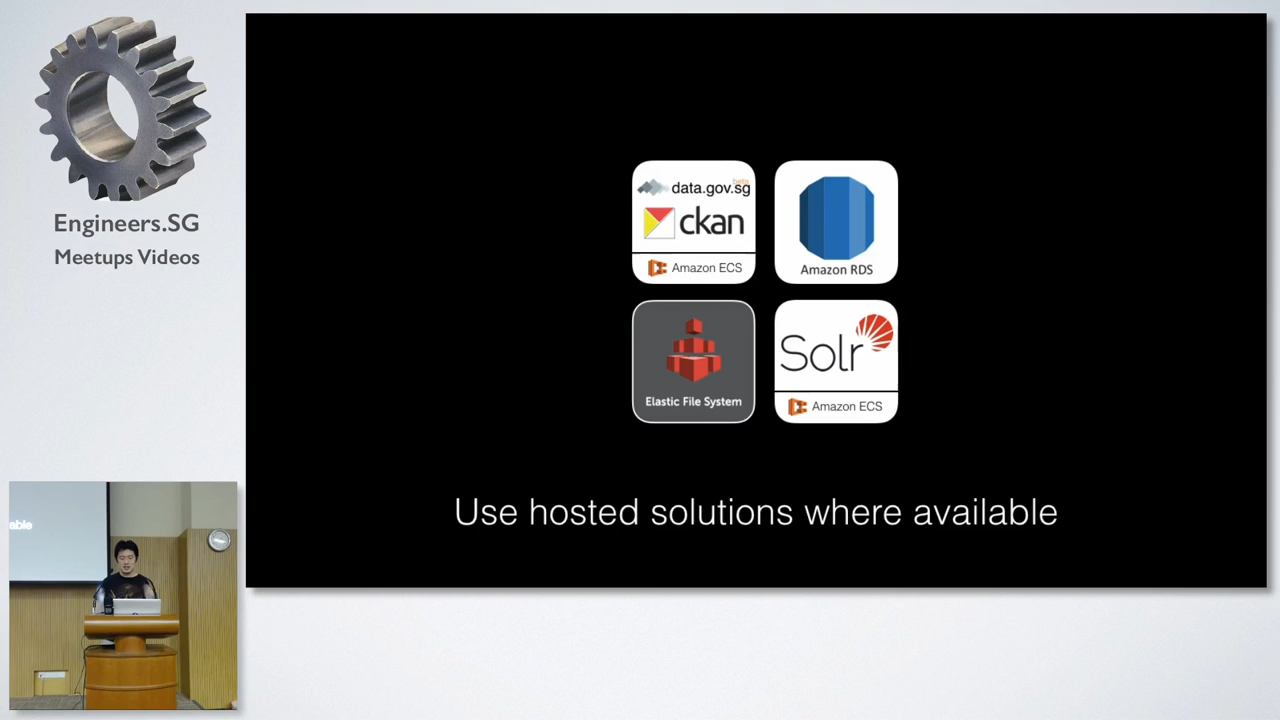 Engineers.SG
Meetups Videos
beta
data.gov.sg
ckan
Amazon ECS
Amazon RDS
Elastic File System
Solr
Amazon ECS
Use hosted solutions where available
able